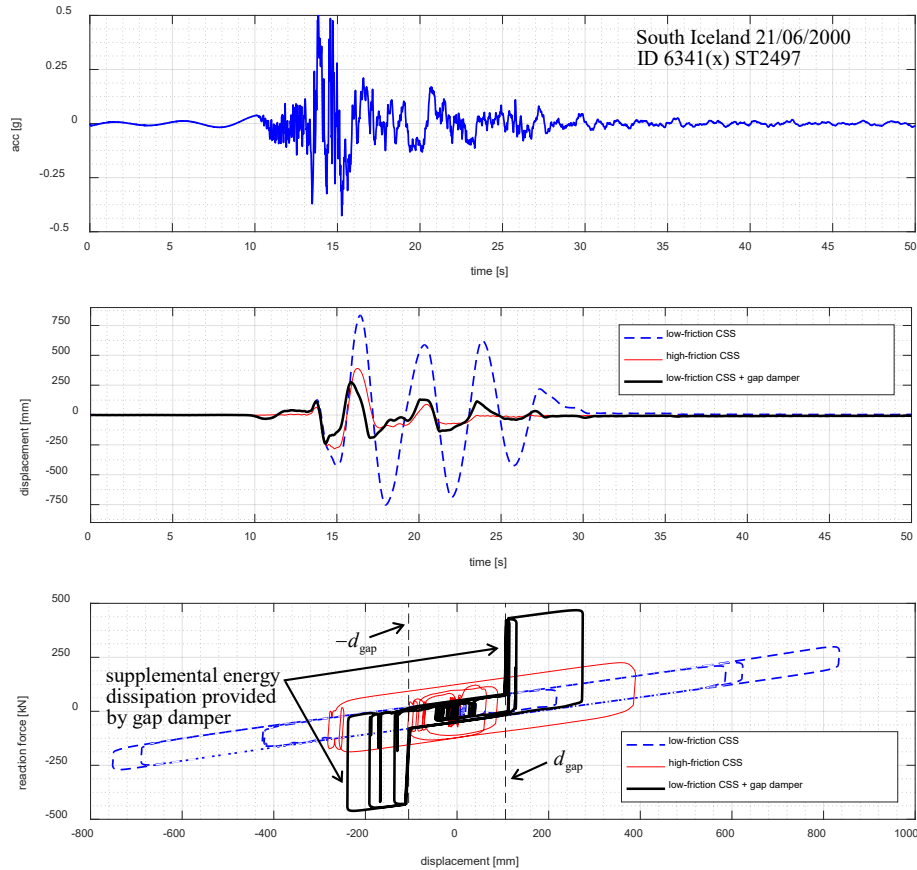 0.5
0.25
0
-0.25
-0.5
acc [g]
South Iceland 21/06/2000
ID 6341(x) ST2497
0 5 10 15 20 25 30 35 40 45 50
time [s]
750
500
250
0
-250
-500
-750
displacement [mm]
low-friction CSS
high-friction CSS
low-friction CSS + gap damper
0 5 10 15 20 25 30 35 40 45 50
time [s]
500
250
0
-250
-500
reaction force [kN]
−dgap
supplemental energy
dissipation provided
by gap damper
dgap
low-friction CSS
high-friction CSS
low-friction CSS + gap damper
-800 -600 -400 -200 0 200 400 600 800 1000
displacement [mm]